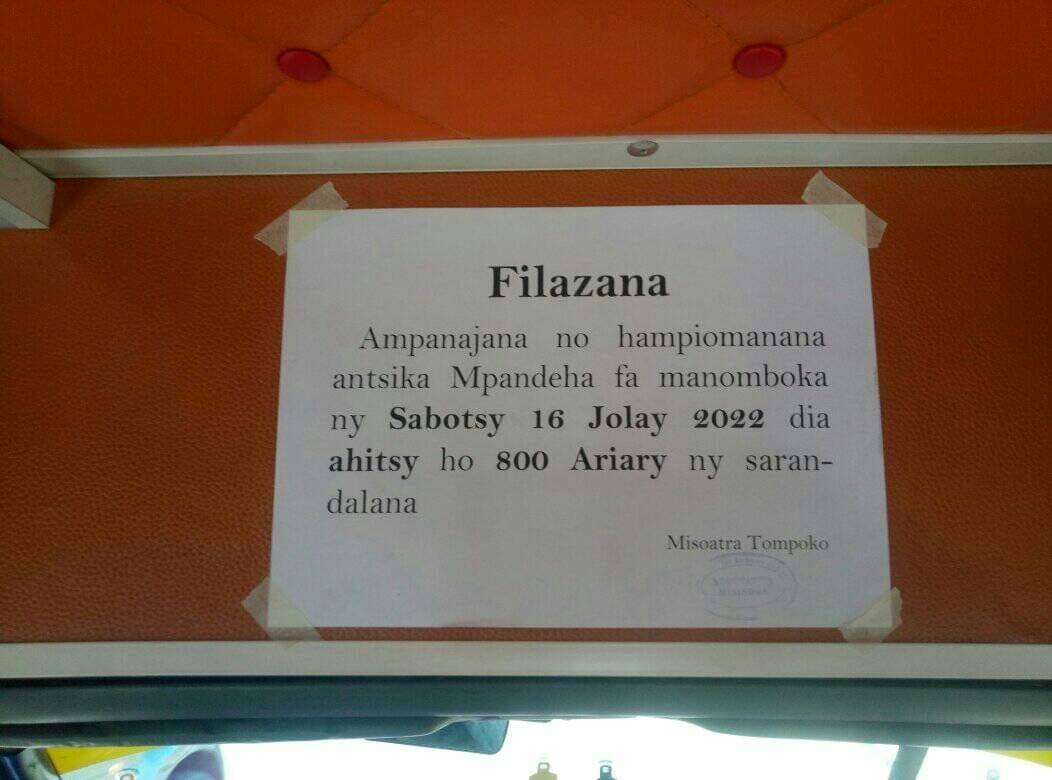 Filazana
Ampanajana no hampiomanana
antsika Mpandeha fa manomboka
ny Sabotsy 16 Jolay 2022 dia
ahitsy ho 800 Ariary ny saran-
dalana
Misoatra Tompoko